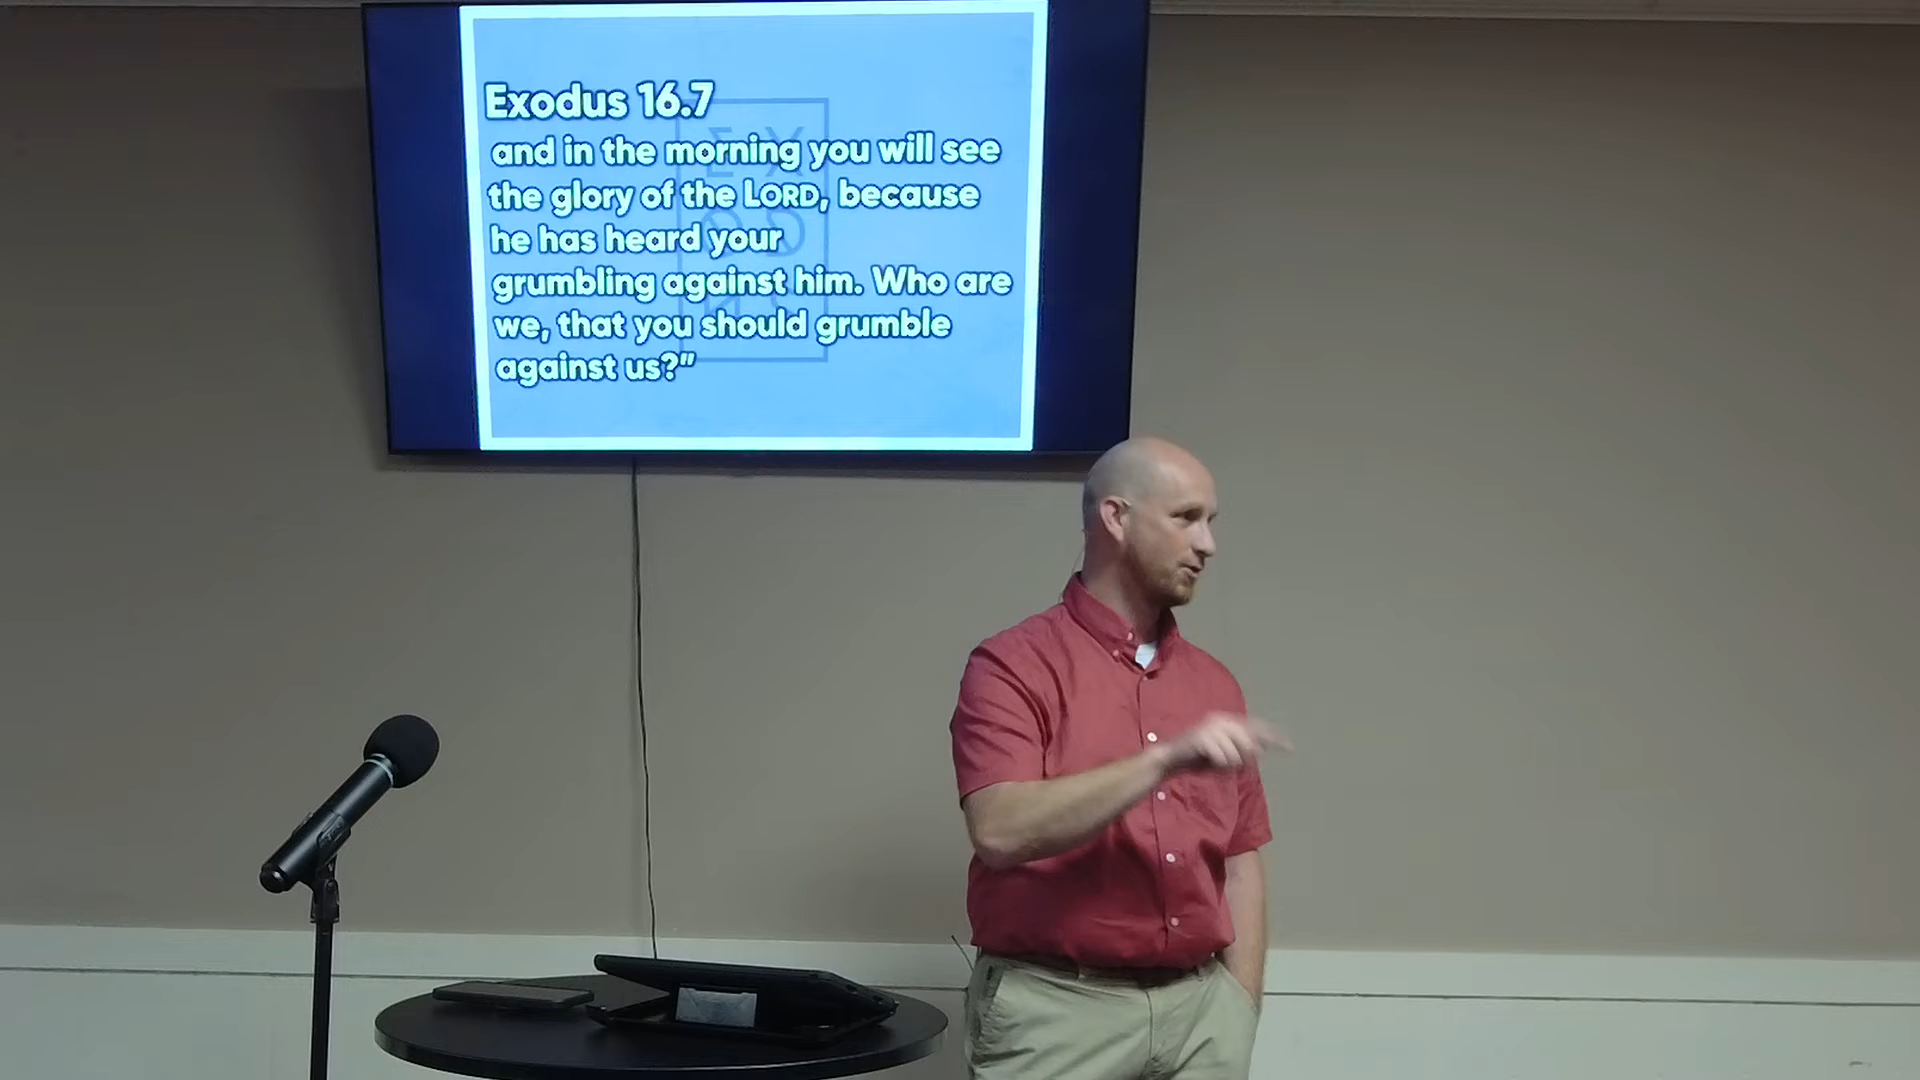 Exodus 16.7
and in the morning you will see
the glory of the LORD, because
he has heard your
grumbling against him. Who are
we, that you should grumble
against us?”